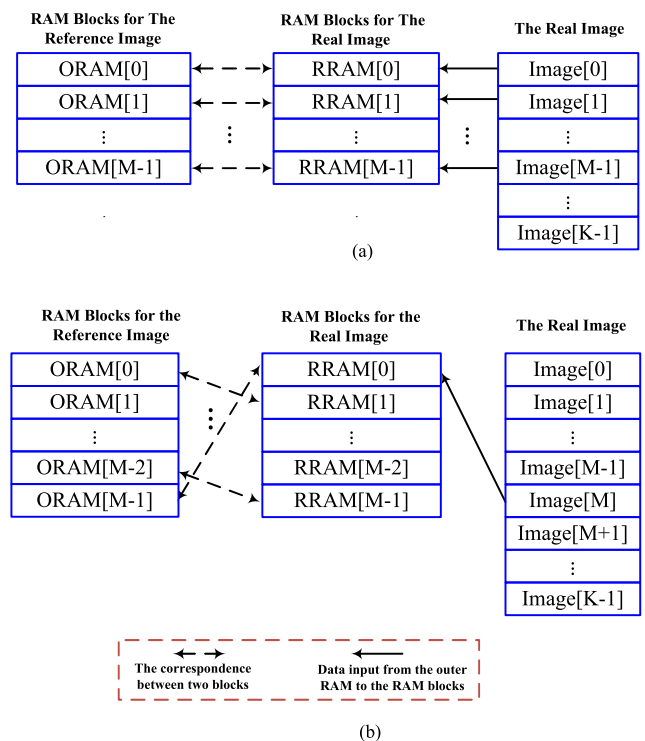 RAM Blocks for The
Reference Image
RAM Blocks for The
Real Image
The Real Image
ORAM[0]
RRAM[0]
Image[0]
ORAM[1]
RRAM[1]
Image[1]
⋮
⋮
⋮
⋮
⋮
ORAM[M-1]
RRAM[M-1]
Image[M-1]
⋮
Image[K-1]
(a)
RAM Blocks for the
Reference Image
RAM Blocks for the
Real Image
The Real Image
ORAM[0]
RRAM[0]
Image[0]
ORAM[1]
RRAM[1]
Image[1]
⋮
⋮
⋮
⋮
ORAM[M-2]
RRAM[M-2]
Image[M-1]
ORAM[M-1]
RRAM[M-1]
Image[M]
Image[M+1]
⋮
Image[K-1]
The correspondence
between two blocks
Data input from the outer
RAM to the RAM blocks
(b)